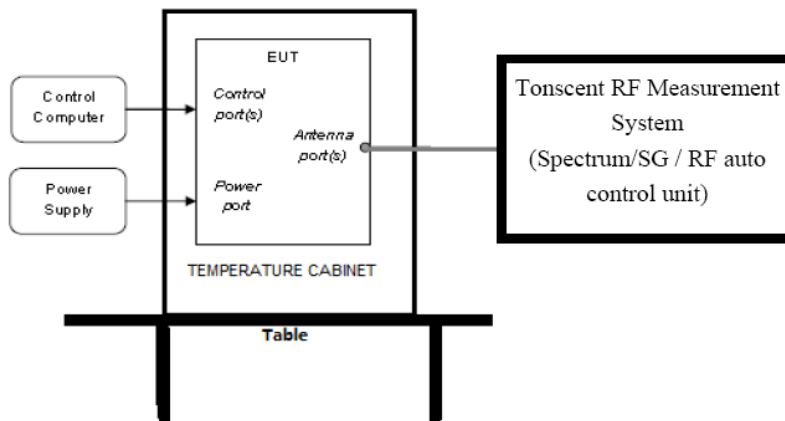 EUT
Control
Computer
Control
port(s)
Antenna
port(s)
Power
Supply
Power
port
TEMPERATURE CABINET
Table
Tonscent RF Measurement
System
(Spectrum/SG / RF auto
control unit)